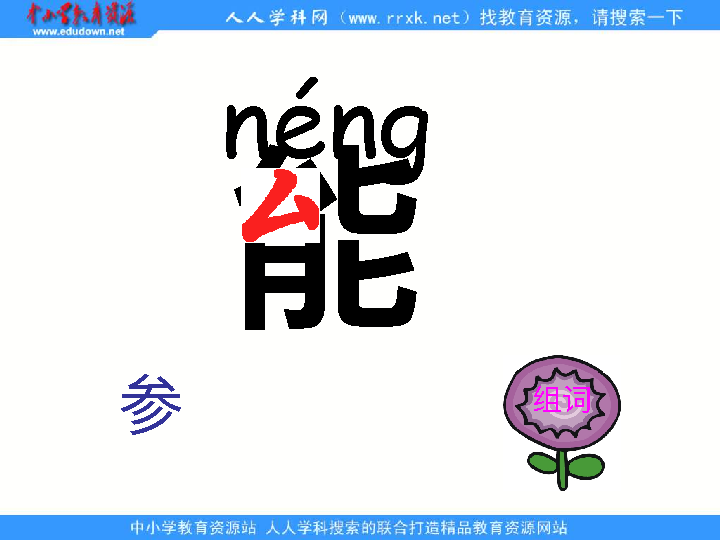 中小学教育资源
www.edudown.net
人人学科网（www.rrxk.net）找教育资源，请搜索一下
néng
能
厶
参
组词
中小学教育资源站 人人学科搜索的联合打造精品教育资源网站